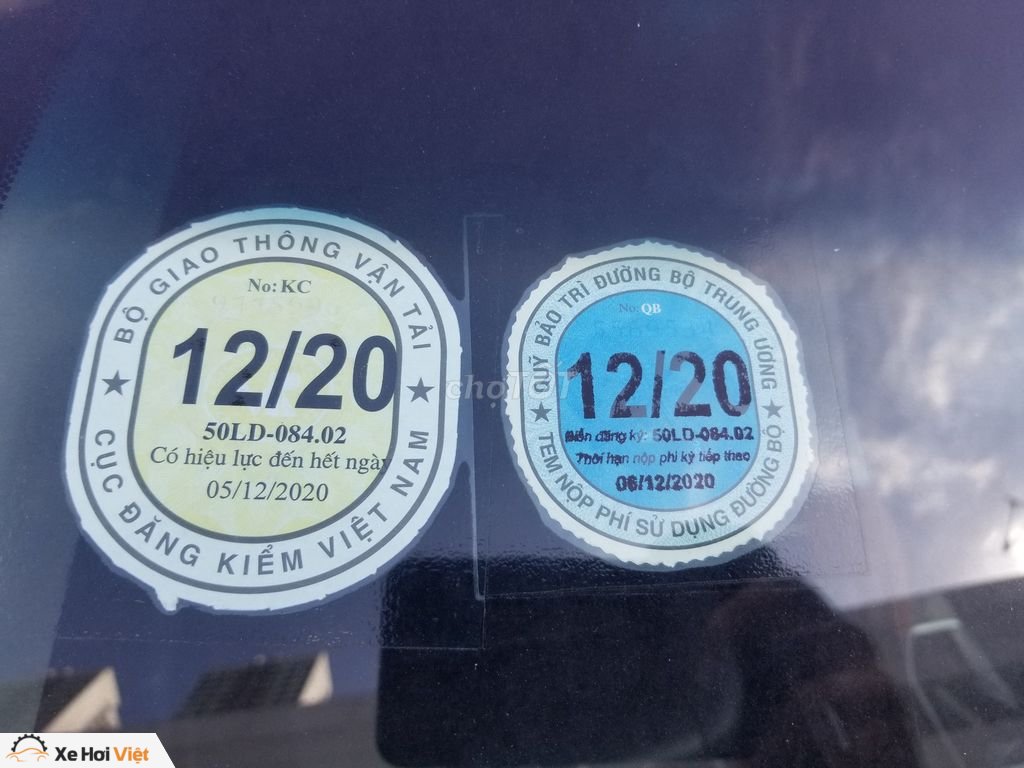 BỘ GIAO THÔNG VẬN TẢI
No: KC
12/20
50LD-084.02
Có hiệu lực đến hết ngày
05/12/2020
★ CỤC ĐĂNG KIỂM VIỆT NAM ★
QUỸ BẢO TRÌ ĐƯỜNG BỘ TRUNG ƯƠNG
No: QB
12/20
Biển đăng ký: 50LD-084.02
Thời hạn nộp phí kỳ tiếp theo
06/12/2020
★ TEM NỘP PHÍ SỬ DỤNG ĐƯỜNG BỘ ★
chợTỐT
Xe Hơi Việt